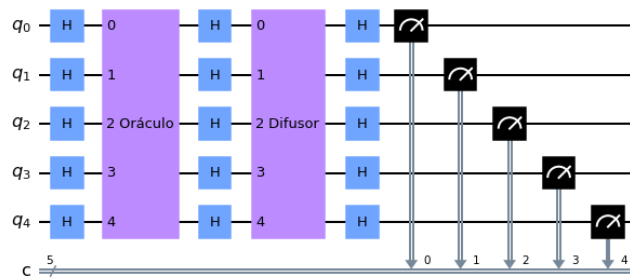 q0 H 0 H 0 H
q1 H 1 H 1 H
q2 H 2 Oráculo H 2 Difusor H
q3 H 3 H 3 H
q4 H 4 H 4 H
c 5 0 1 2 3 4